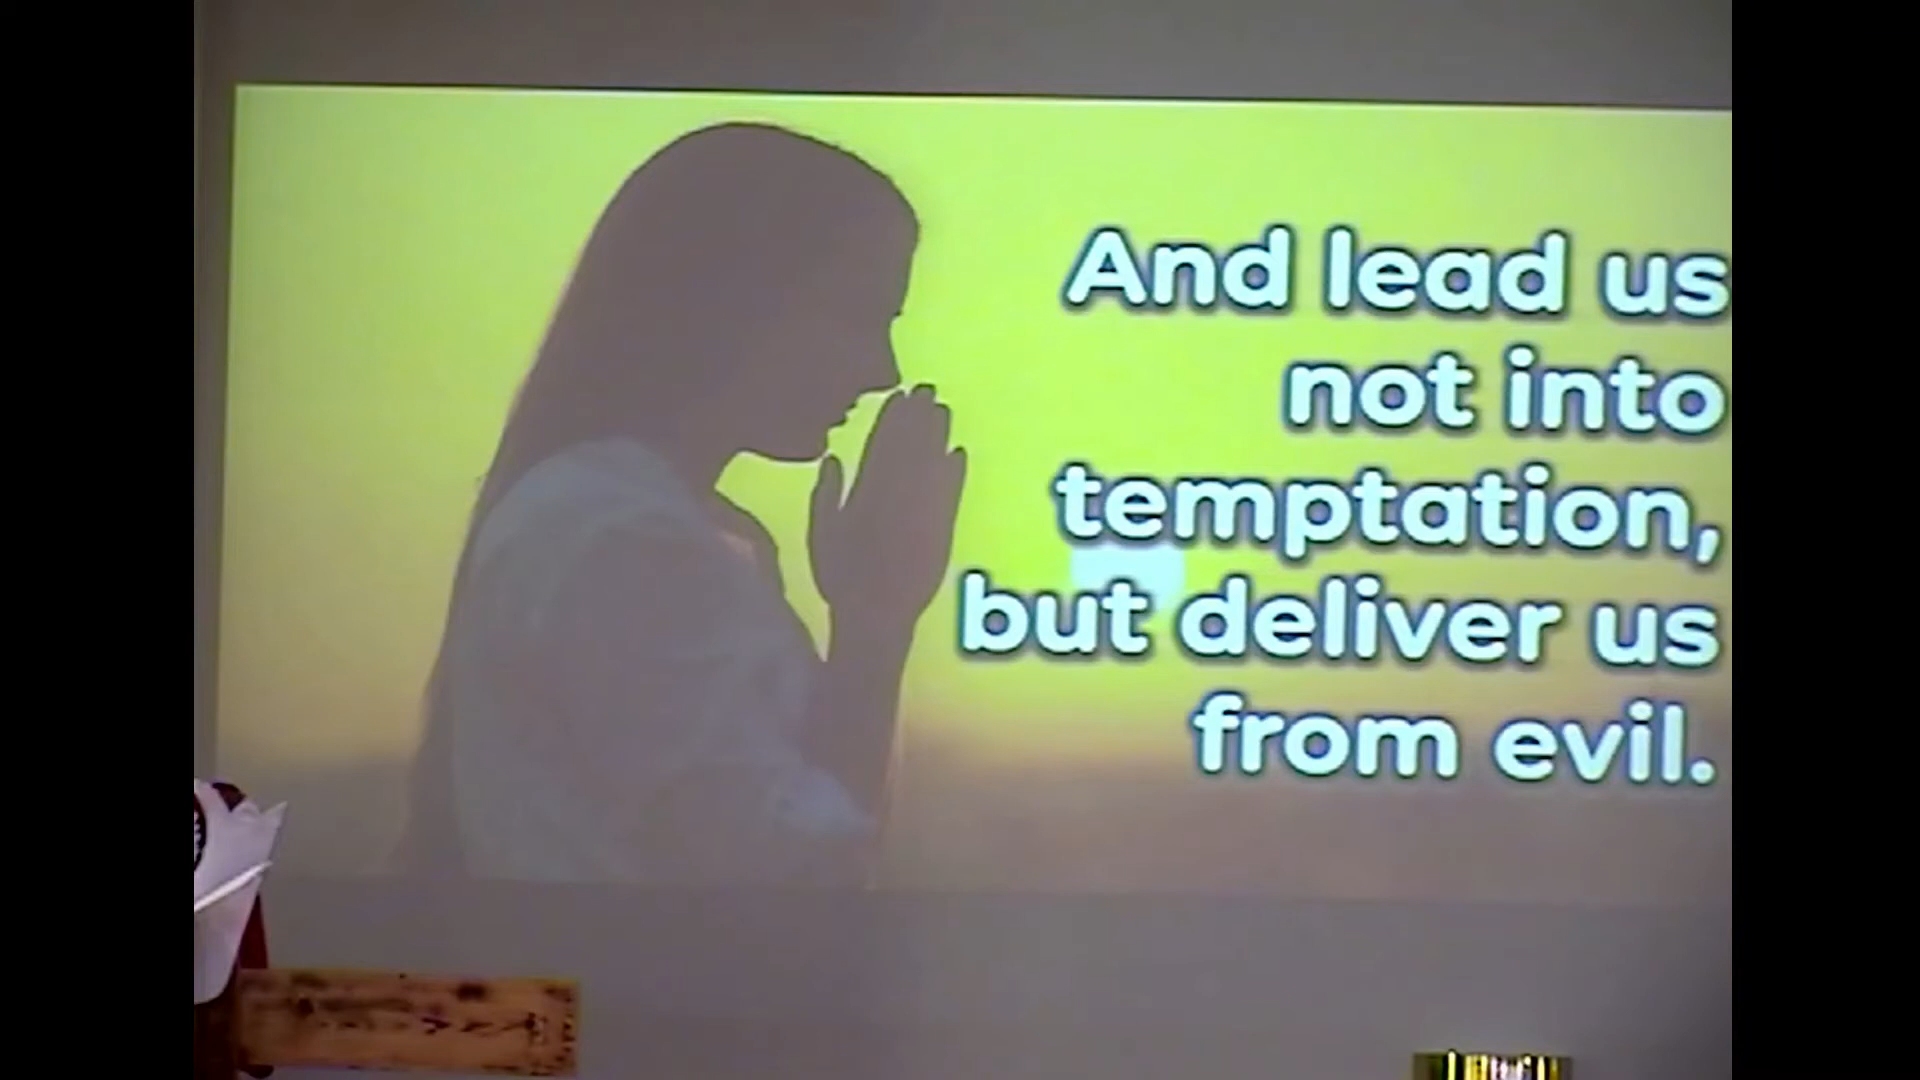 And lead us
not into
temptation,
but deliver us
from evil.